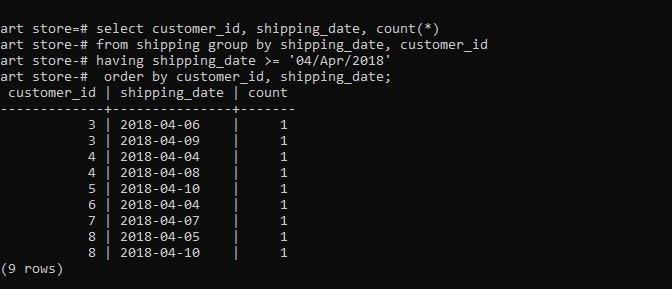 art store=# select customer_id, shipping_date, count(*)
art store-# from shipping group by shipping_date, customer_id
art store-# having shipping_date >= '04/Apr/2018'
art store-#  order by customer_id, shipping_date;
 customer_id | shipping_date | count
-------------+---------------+-------
           3 | 2018-04-06    |     1
           3 | 2018-04-09    |     1
           4 | 2018-04-04    |     1
           4 | 2018-04-08    |     1
           5 | 2018-04-10    |     1
           6 | 2018-04-04    |     1
           7 | 2018-04-07    |     1
           8 | 2018-04-05    |     1
           8 | 2018-04-10    |     1
(9 rows)